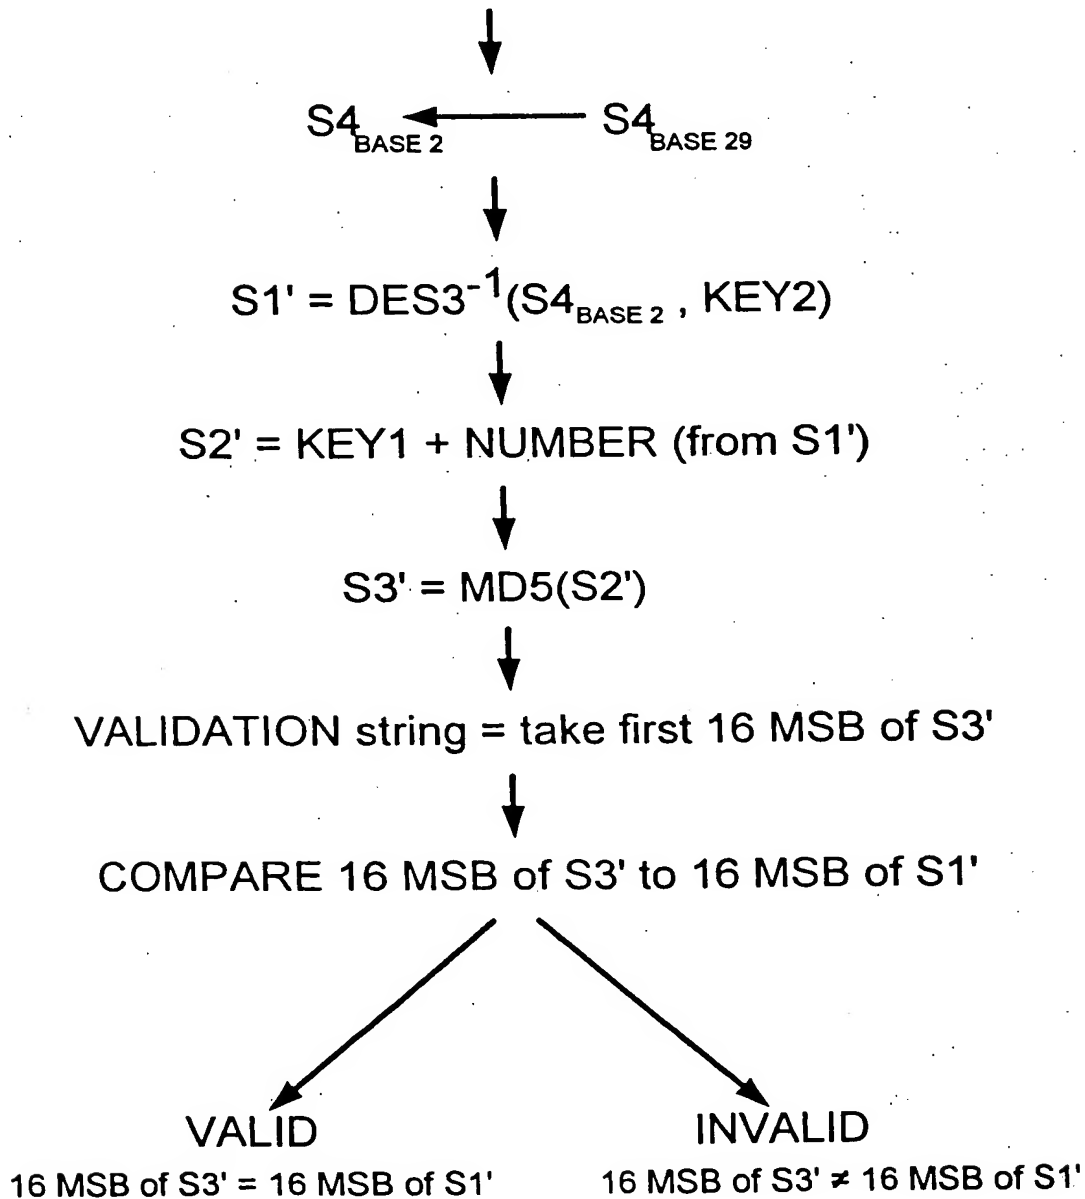 S4BASE 2 S4BASE 29
S1' = DES3-1(S4BASE 2 , KEY2)
S2' = KEY1 + NUMBER (from S1')
S3' = MD5(S2')
VALIDATION string = take first 16 MSB of S3'
COMPARE 16 MSB of S3' to 16 MSB of S1'
VALID INVALID
16 MSB of S3' = 16 MSB of S1' 16 MSB of S3' ≠ 16 MSB of S1'